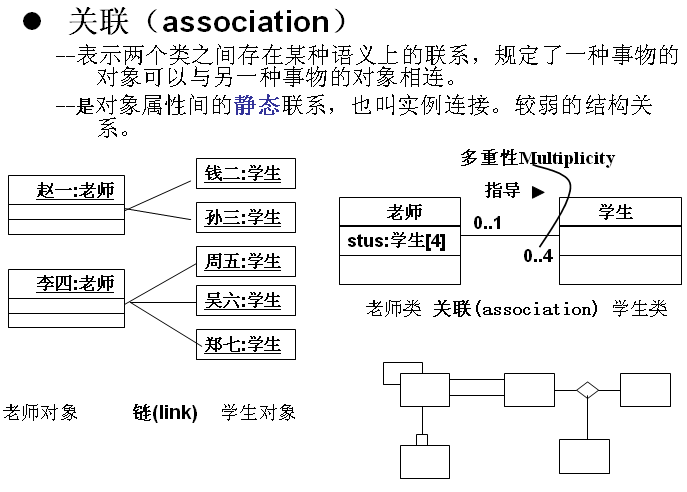 ● 关联（association）
--表示两个类之间存在某种语义上的联系，规定了一种事物的
对象可以与另一种事物的对象相连。
--是对象属性间的静态联系，也叫实例连接。较弱的结构关
系。
赵一:老师
钱二:学生
孙三:学生
李四:老师
周五:学生
吴六:学生
郑七:学生
老师对象 链(link) 学生对象
多重性Multiplicity
指导 ▶
老师
学生
stus:学生[4]
0..1
0..4
老师类 关联(association) 学生类